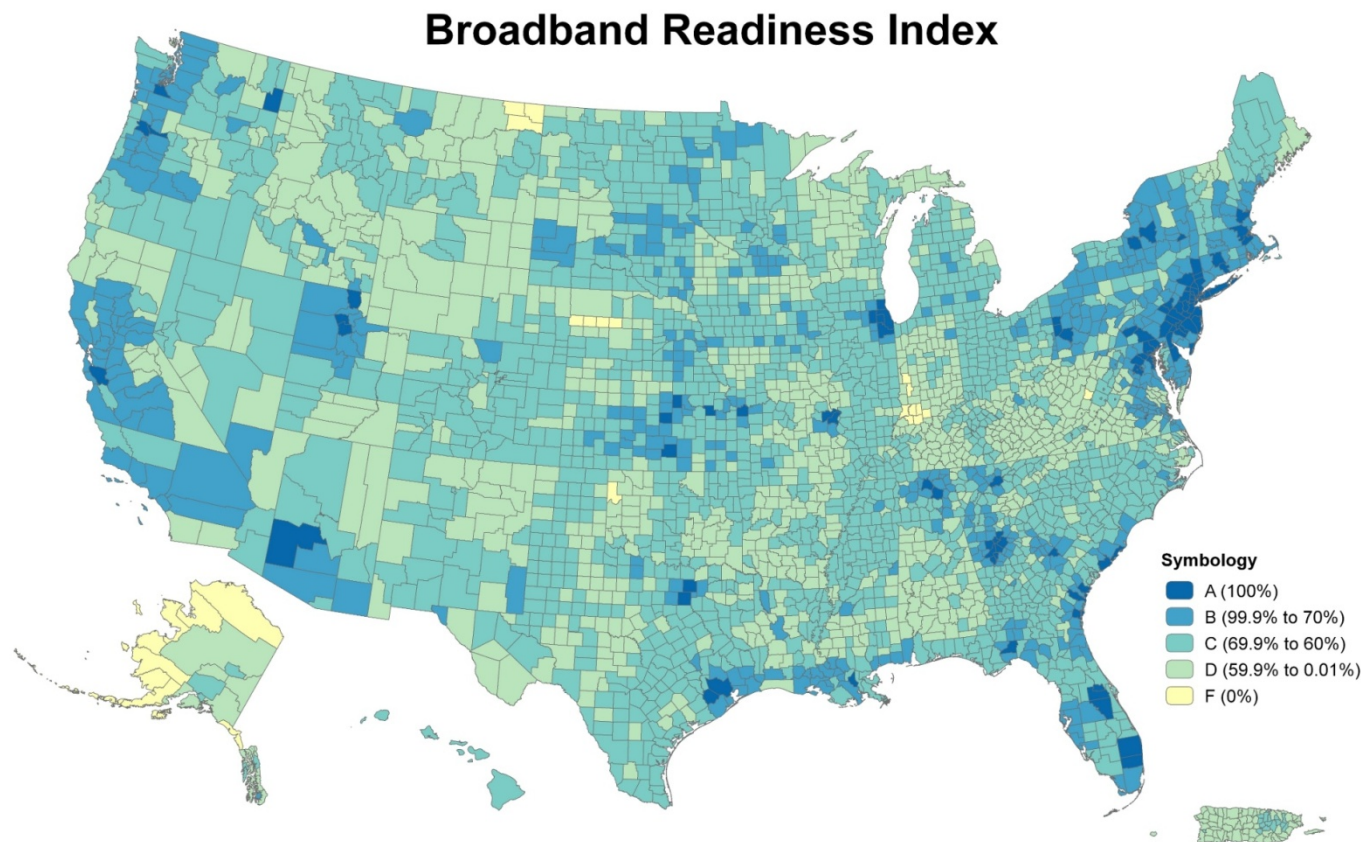 Broadband Readiness Index
Symbology
A (100%)
B (99.9% to 70%)
C (69.9% to 60%)
D (59.9% to 0.01%)
F (0%)